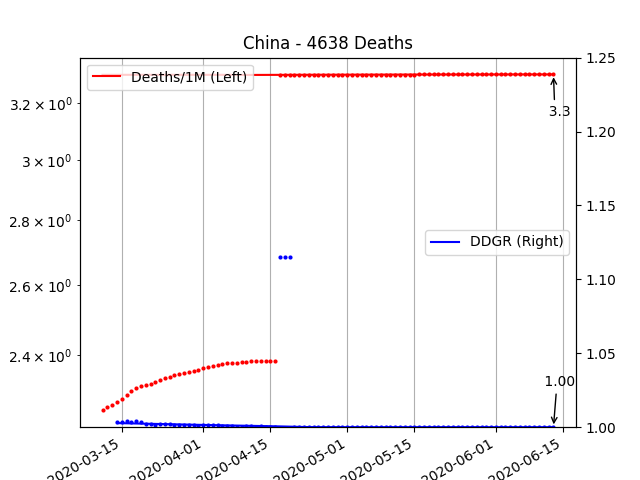 China - 4638 Deaths
Deaths/1M (Left)
DDGR (Right)
3.2 × 10⁰
3 × 10⁰
2.8 × 10⁰
2.6 × 10⁰
2.4 × 10⁰
1.25
1.20
1.15
1.10
1.05
1.00
3.3
1.00
2020-03-15
2020-04-01
2020-04-15
2020-05-01
2020-05-15
2020-06-01
2020-06-15